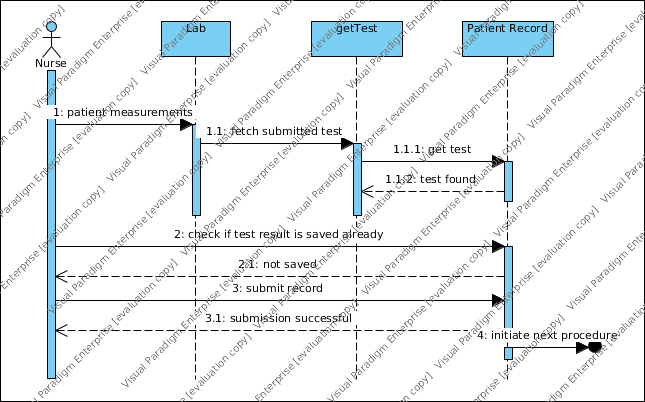 Lab
getTest
Patient Record
Nurse
1: patient measurements
1.1: fetch submitted test
1.1.1: get test
1.1.2: test found
2: check if test result is saved already
2.1: not saved
3: submit record
3.1: submission successful
4: initiate next procedure
Visual Paradigm Enterprise [evaluation copy]